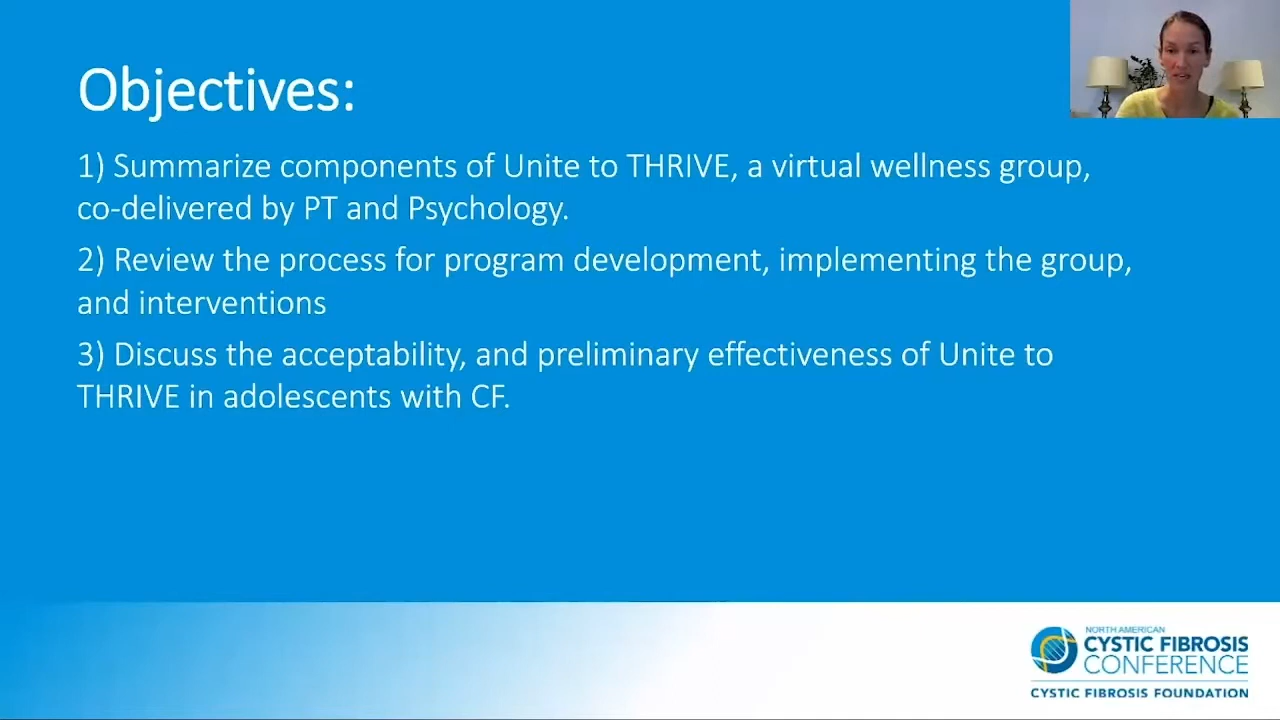 Objectives:
1) Summarize components of Unite to THRIVE, a virtual wellness group,
co-delivered by PT and Psychology.
2) Review the process for program development, implementing the group,
and interventions
3) Discuss the acceptability, and preliminary effectiveness of Unite to
THRIVE in adolescents with CF.
NORTH AMERICAN
CYSTIC FIBROSIS
CONFERENCE
CYSTIC FIBROSIS FOUNDATION